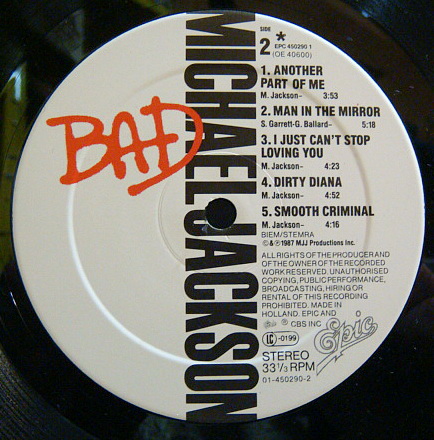 BAD
MICHAEL JACKSON
SIDE
2*
EPC 450290 1
(OE 40600)
1. ANOTHER
PART OF ME
M. Jackson- 3:53
2. MAN IN THE MIRROR
S. Garrett-G. Ballard- 5:18
3. I JUST CAN'T STOP
LOVING YOU
M. Jackson- 4:23
4. DIRTY DIANA
M. Jackson- 4:52
5. SMOOTH CRIMINAL
M. Jackson- 4:16
BIEM/STEMRA
©&℗1987 MJJ Productions Inc.
ALL RIGHTS OF THE PRODUCER AND
OF THE OWNER OF THE RECORDED
WORK RESERVED. UNAUTHORISED
COPYING, PUBLIC PERFORMANCE,
BROADCASTING, HIRING OR
RENTAL OF THIS RECORDING
PROHIBITED. MADE IN
HOLLAND. EPIC AND
CBS INC
LC -0199
Epic
STEREO
33 1/3 RPM
01-450290-2